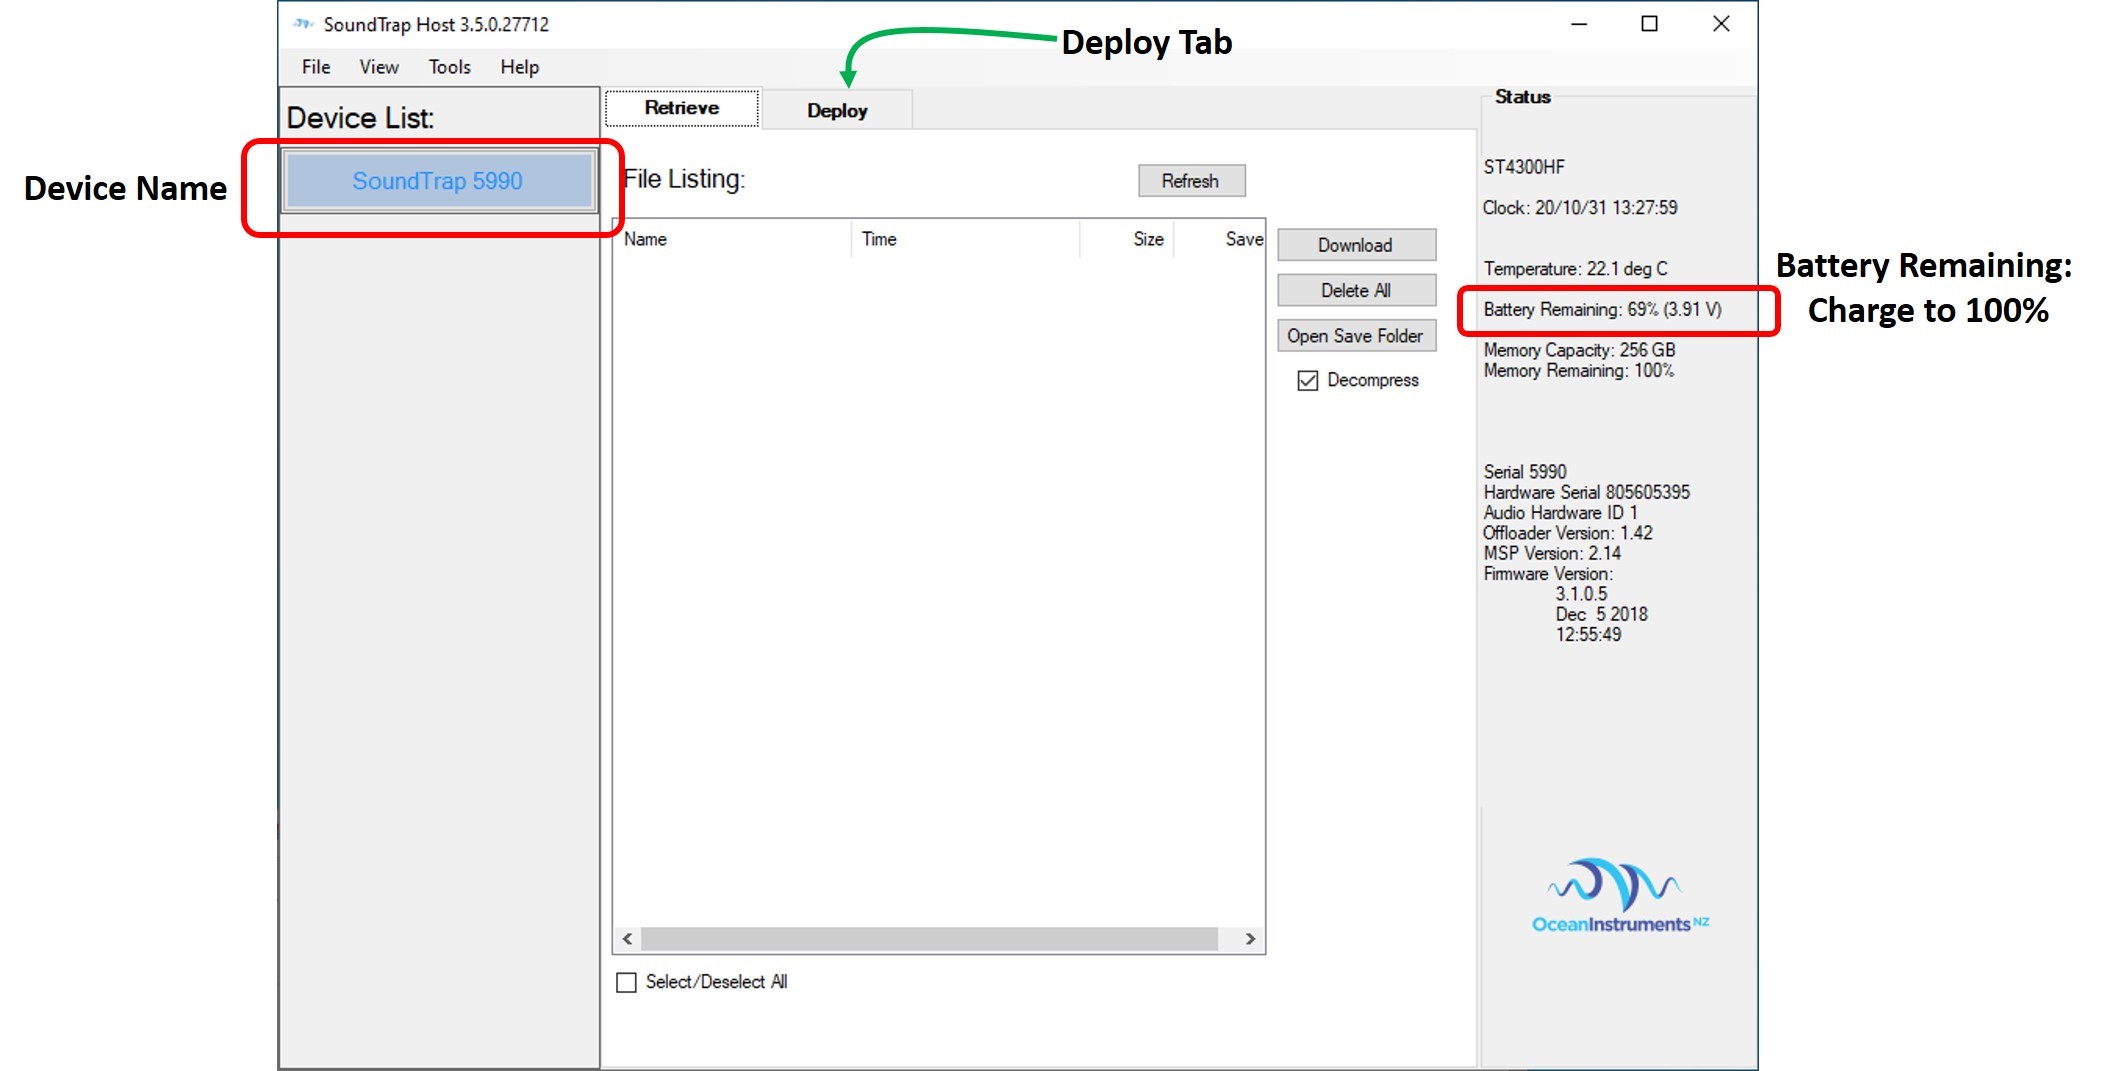 SoundTrap Host 3.5.0.27712
Deploy Tab
File View Tools Help
Device List:
Retrieve
Deploy
Status
Device Name
SoundTrap 5990
File Listing:
Refresh
Name Time Size Save
Download
Delete All
Open Save Folder
Decompress
Select/Deselect All
ST4300HF
Clock: 20/10/31 13:27:59
Temperature: 22.1 deg C
Battery Remaining: 69% (3.91 V)
Memory Capacity: 256 GB
Memory Remaining: 100%
Serial 5990
Hardware Serial 805605395
Audio Hardware ID 1
Offloader Version: 1.42
MSP Version: 2.14
Firmware Version:
3.1.0.5
Dec 5 2018
12:55:49
OceanInstruments NZ
Battery Remaining:
Charge to 100%